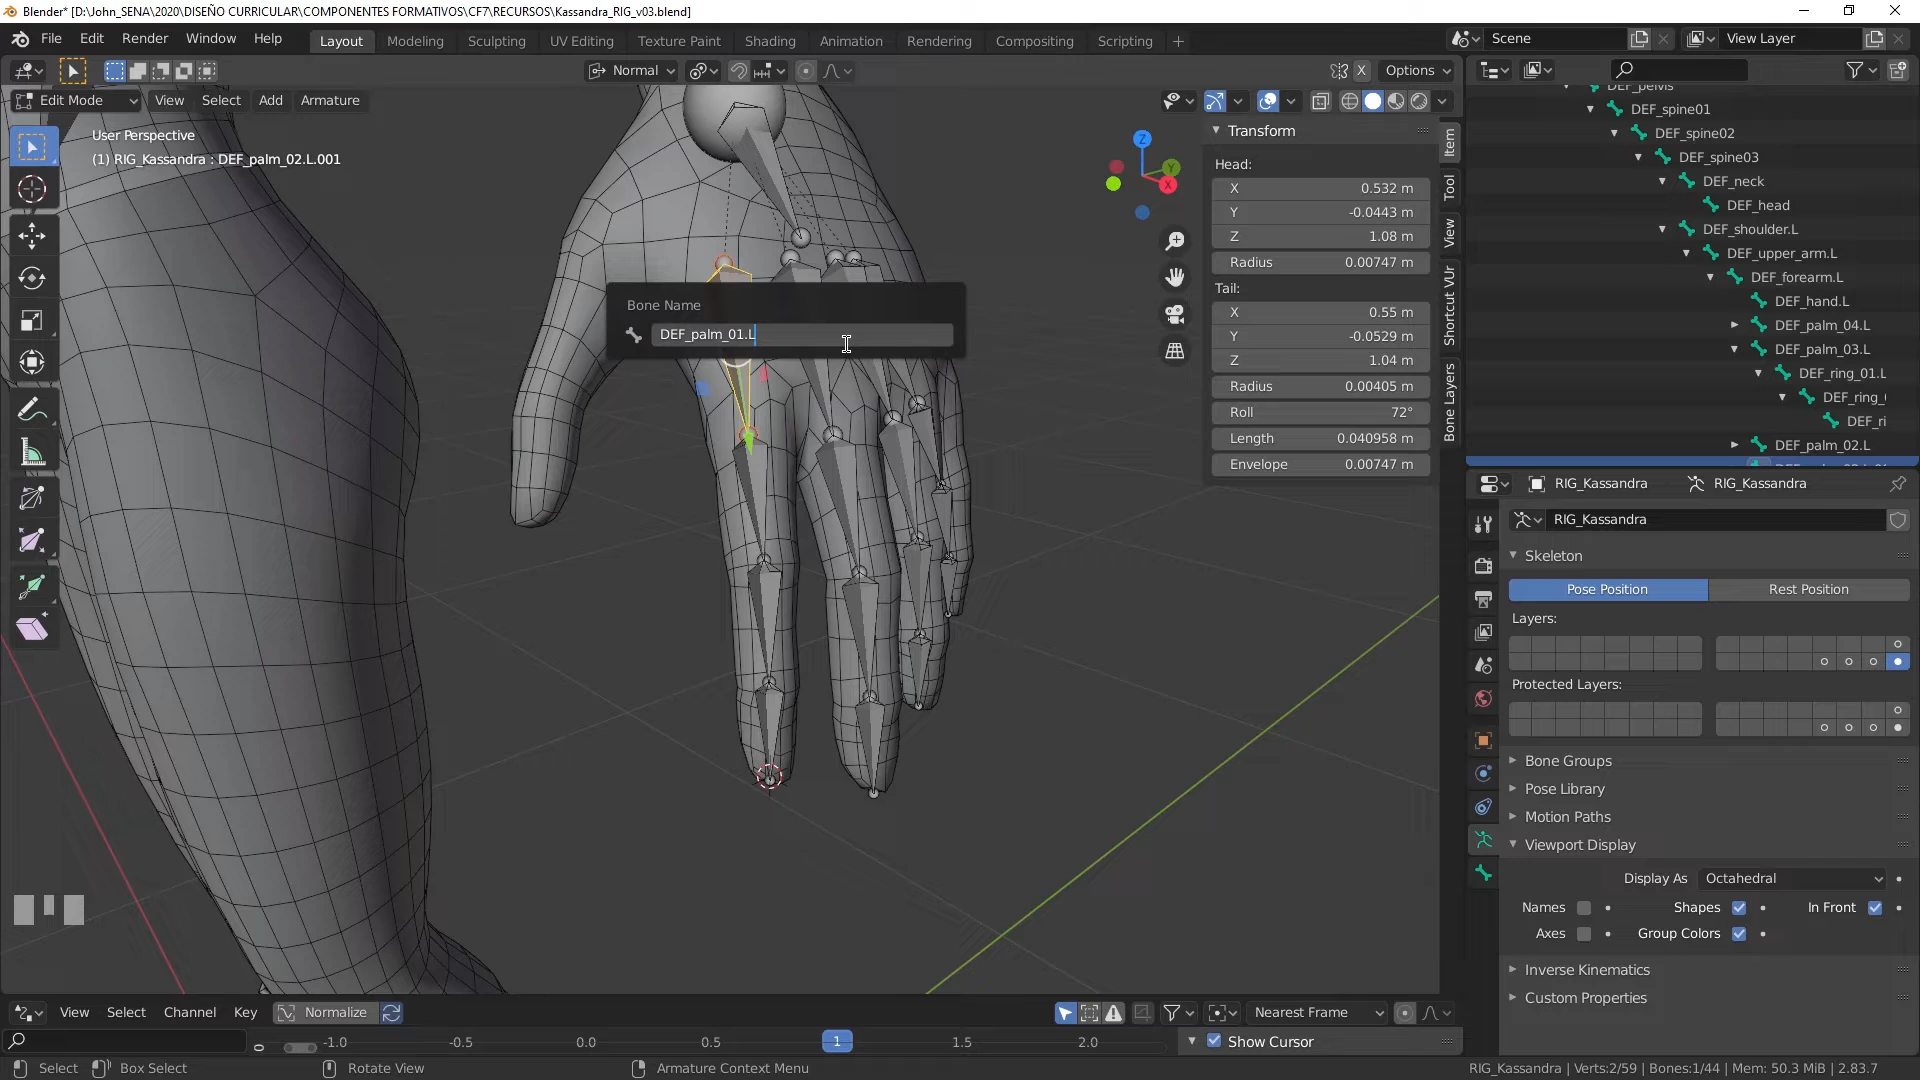 Blender* [D:\John_SENA\2020\DISEÑO CURRICULAR\COMPONENTES FORMATIVOS\CF7\RECURSOS\Kassandra_RIG_v03.blend]
File Edit Render Window Help
Layout Modeling Sculpting UV Editing Texture Paint Shading Animation Rendering Compositing Scripting +
Scene
View Layer
Normal
X
Options
Edit Mode View Select Add Armature
User Perspective
(1) RIG_Kassandra : DEF_palm_02.L.001
Z
Y
X
Bone Name
DEF_palm_01.L
Transform
Head:
X 0.532 m
Y -0.0443 m
Z 1.08 m
Radius 0.00747 m
Tail:
X 0.55 m
Y -0.0529 m
Z 1.04 m
Radius 0.00405 m
Roll 72°
Length 0.040958 m
Envelope 0.00747 m
Item
Tool
View
Shortcut VUr
Bone Layers
DEF_pelvis
DEF_spine01
DEF_spine02
DEF_spine03
DEF_neck
DEF_head
DEF_shoulder.L
DEF_upper_arm.L
DEF_forearm.L
DEF_hand.L
DEF_palm_04.L
DEF_palm_03.L
DEF_ring_01.L
DEF_ring_(
DEF_ri
DEF_palm_02.L
RIG_Kassandra RIG_Kassandra
RIG_Kassandra
Skeleton
Pose Position Rest Position
Layers:
Protected Layers:
Bone Groups
Pose Library
Motion Paths
Viewport Display
Display As Octahedral
Names Shapes In Front
Axes Group Colors
Inverse Kinematics
Custom Properties
View Select Channel Key Normalize
Nearest Frame
-1.0 -0.5 0.0 0.5 1 1.5 2.0
Show Cursor
Select Box Select Rotate View Armature Context Menu
RIG_Kassandra | Verts:2/59 | Bones:1/44 | Mem: 50.3 MiB | 2.83.7